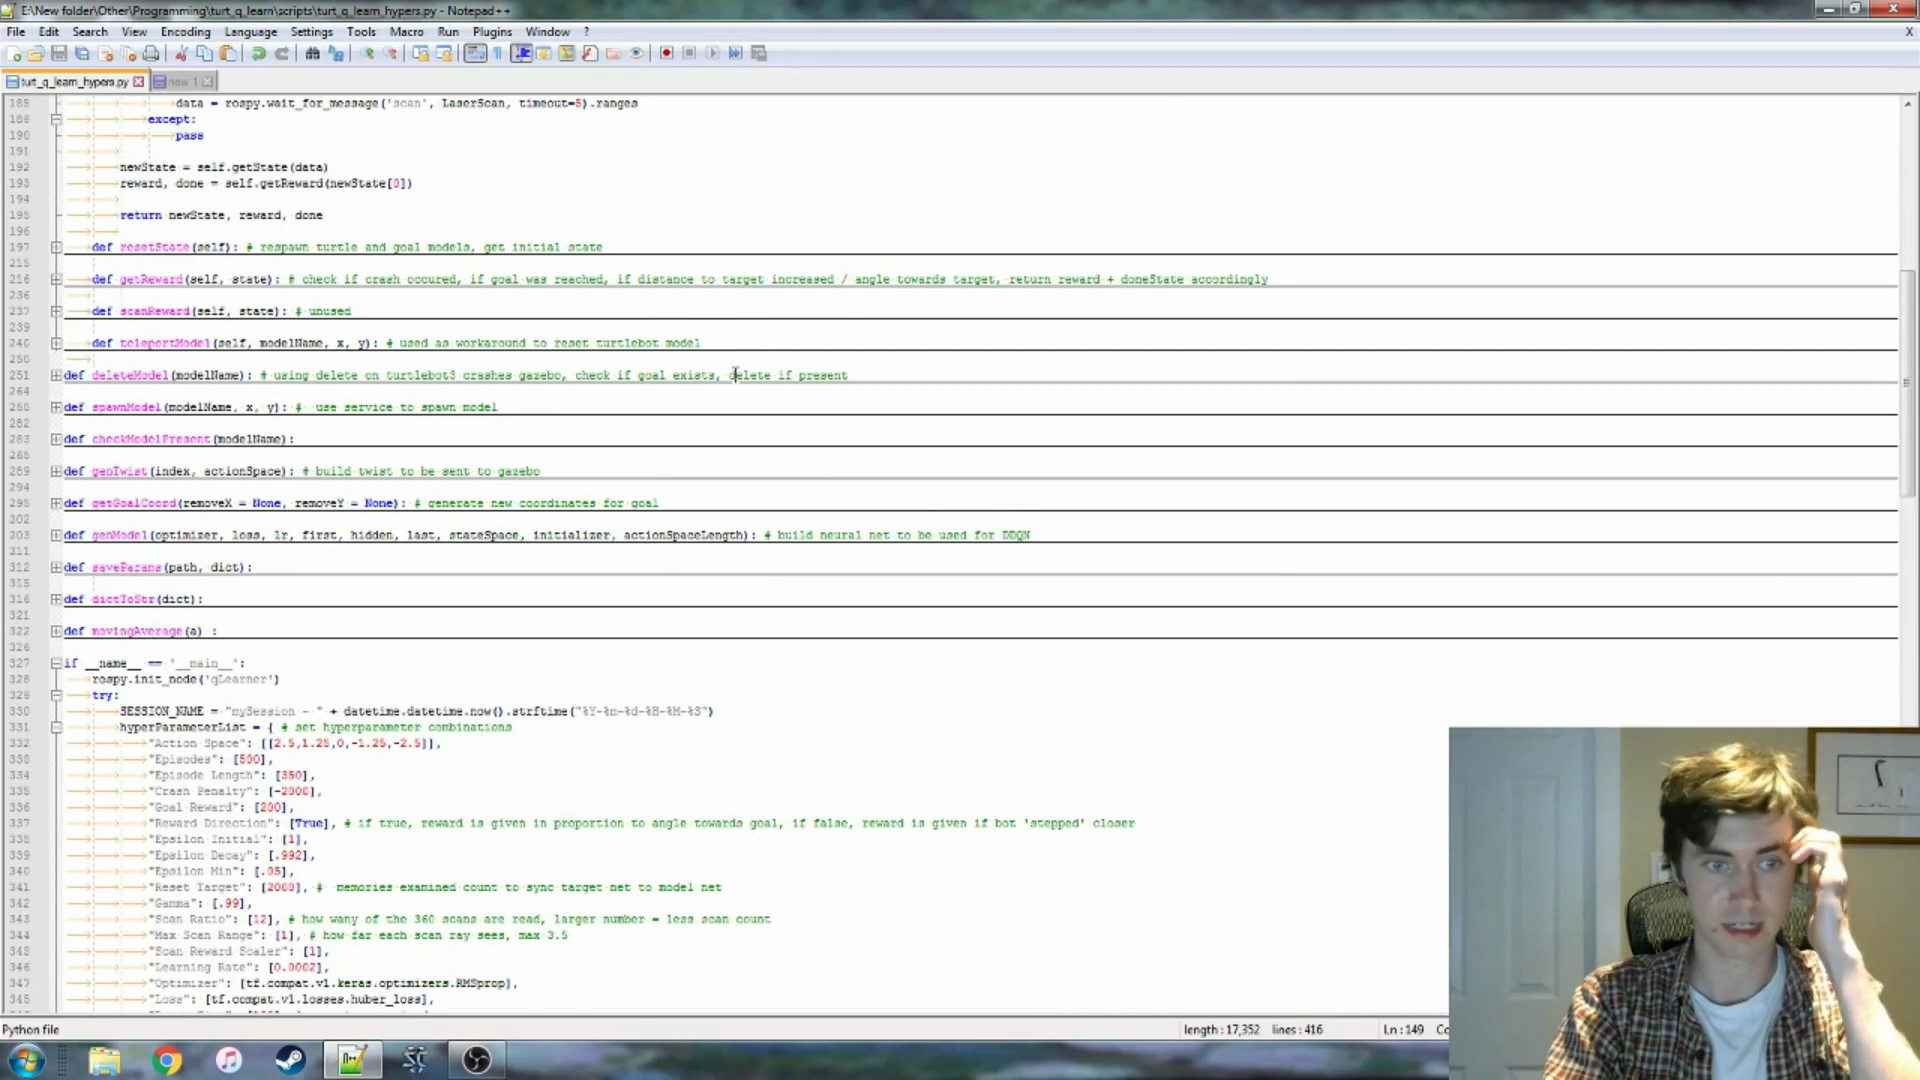 E:\New folder\Other\Programming\turt_q_learn\scripts\turt_q_learn_hypers.py - Notepad++
File Edit Search View Encoding Language Settings Tools Macro Run Plugins Window ? X
turt_q_learn_hypers.py new 1
185 data = rospy.wait_for_message('scan', LaserScan, timeout=5).ranges
189 except:
190 pass
191
192 newState = self.getState(data)
193 reward, done = self.getReward(newState[0])
194
195 return newState, reward, done
196
197 def resetState(self): # respawn turtle and goal models, get initial state
215
216 def getReward(self, state): # check if crash occured, if goal was reached, if distance to target increased / angle towards target, return reward + doneState accordingly
236
237 def scanReward(self, state): # unused
239
240 def teleportModel(self, modelName, x, y): # used as workaround to reset turtlebot model
250
251 def deleteModel(modelName): # using delete on turtlebot3 crashes gazebo, check if goal exists, delete if present
264
265 def spawnModel(modelName, x, y): # use service to spawn model
282
283 def checkModelPresent(modelName):
288
289 def genTwist(index, actionSpace): # build twist to be sent to gazebo
294
295 def getGoalCoord(removeX = None, removeY = None): # generate new coordinates for goal
302
303 def genModel(optimizer, loss, lr, first, hidden, last, stateSpace, initializer, actionSpaceLength): # build neural net to be used for DDQN
311
312 def saveParams(path, dict):
315
316 def dictToStr(dict):
321
322 def movingAverage(a) :
326
327 if __name__ == '__main__':
328 rospy.init_node('qLearner')
329 try:
330 SESSION_NAME = "mySession - " + datetime.datetime.now().strftime("%Y-%m-%d-%H-%M-%S")
331 hyperParameterList = { # set hyperparameter combinations
332 "Action Space": [[2.5,1.25,0,-1.25,-2.5]],
333 "Episodes": [500],
334 "Episode Length": [350],
335 "Crash Penalty": [-2000],
336 "Goal Reward": [200],
337 "Reward Direction": [True], # if true, reward is given in proportion to angle towards goal, if false, reward is given if bot 'stepped' closer
338 "Epsilon Initial": [1],
339 "Epsilon Decay": [.992],
340 "Epsilon Min": [.05],
341 "Reset Target": [2000], # memories examined count to sync target net to model net
342 "Gamma": [.99],
343 "Scan Ratio": [12], # how many of the 360 scans are read, larger number = less scan count
344 "Max Scan Range": [1], # how far each scan ray sees, max 3.5
345 "Scan Reward Scaler": [1],
346 "Learning Rate": [0.0002],
347 "Optimizer": [tf.compat.v1.keras.optimizers.RMSprop],
348 "Loss": [tf.compat.v1.losses.huber_loss],
Python file length : 17,352 lines : 416 Ln : 149 Co